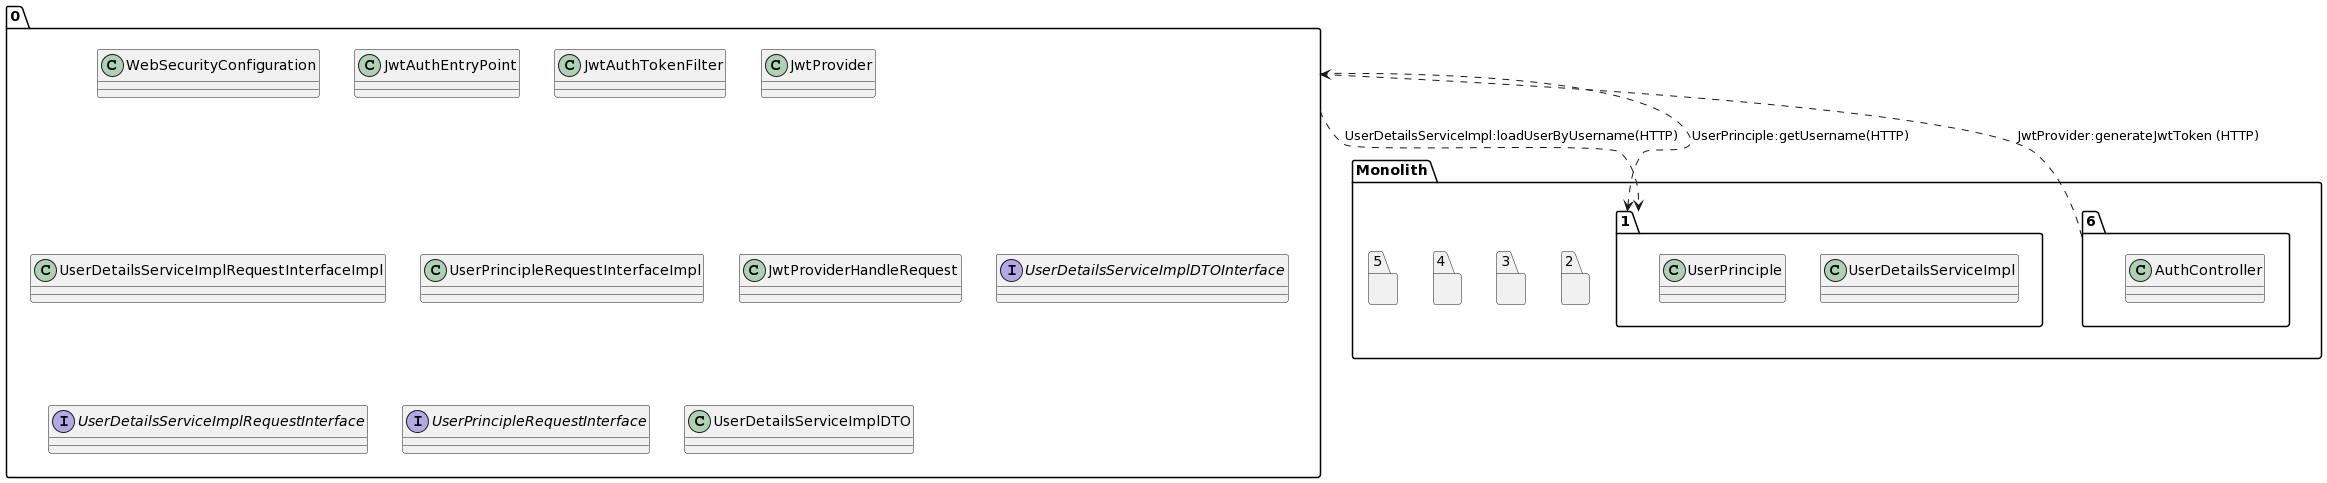 0
C WebSecurityConfiguration
C JwtAuthEntryPoint
C JwtAuthTokenFilter
C JwtProvider
UserDetailsServiceImpl:loadUserByUsername(HTTP)
UserPrinciple:getUsername(HTTP)
JwtProvider:generateJwtToken (HTTP)
Monolith
1
6
5
4
3
2
C UserPrinciple
C UserDetailsServiceImpl
C AuthController
C UserDetailsServiceImplRequestInterfaceImpl
C UserPrincipleRequestInterfaceImpl
C JwtProviderHandleRequest
I UserDetailsServiceImplDTOInterface
I UserDetailsServiceImplRequestInterface
I UserPrincipleRequestInterface
C UserDetailsServiceImplDTO